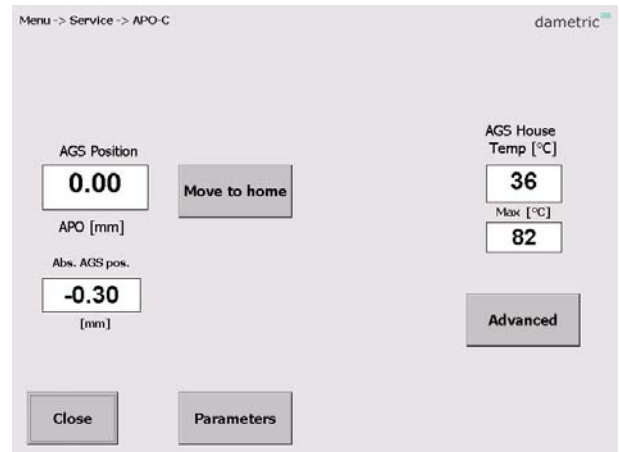 Menu -> Service -> APO-C
dametric
AGS Position
0.00
APO [mm]
Move to home
Abs. AGS pos.
-0.30
[mm]
AGS House
Temp [°C]
36
Max [°C]
82
Advanced
Close
Parameters